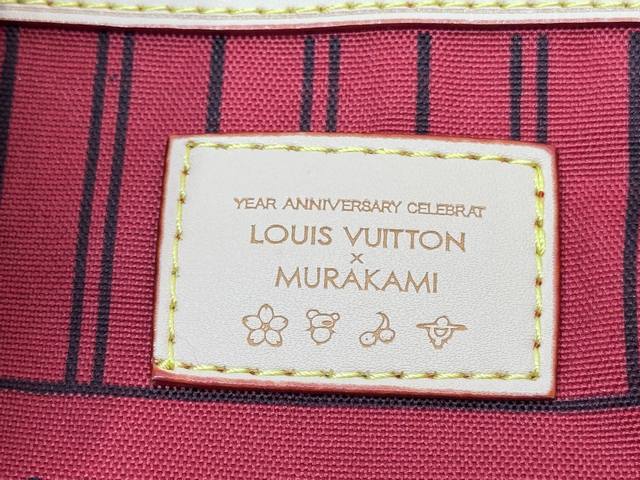 YEAR ANNIVERSARY CELEBRAT
LOUIS VUITTON
×
MURAKAMI